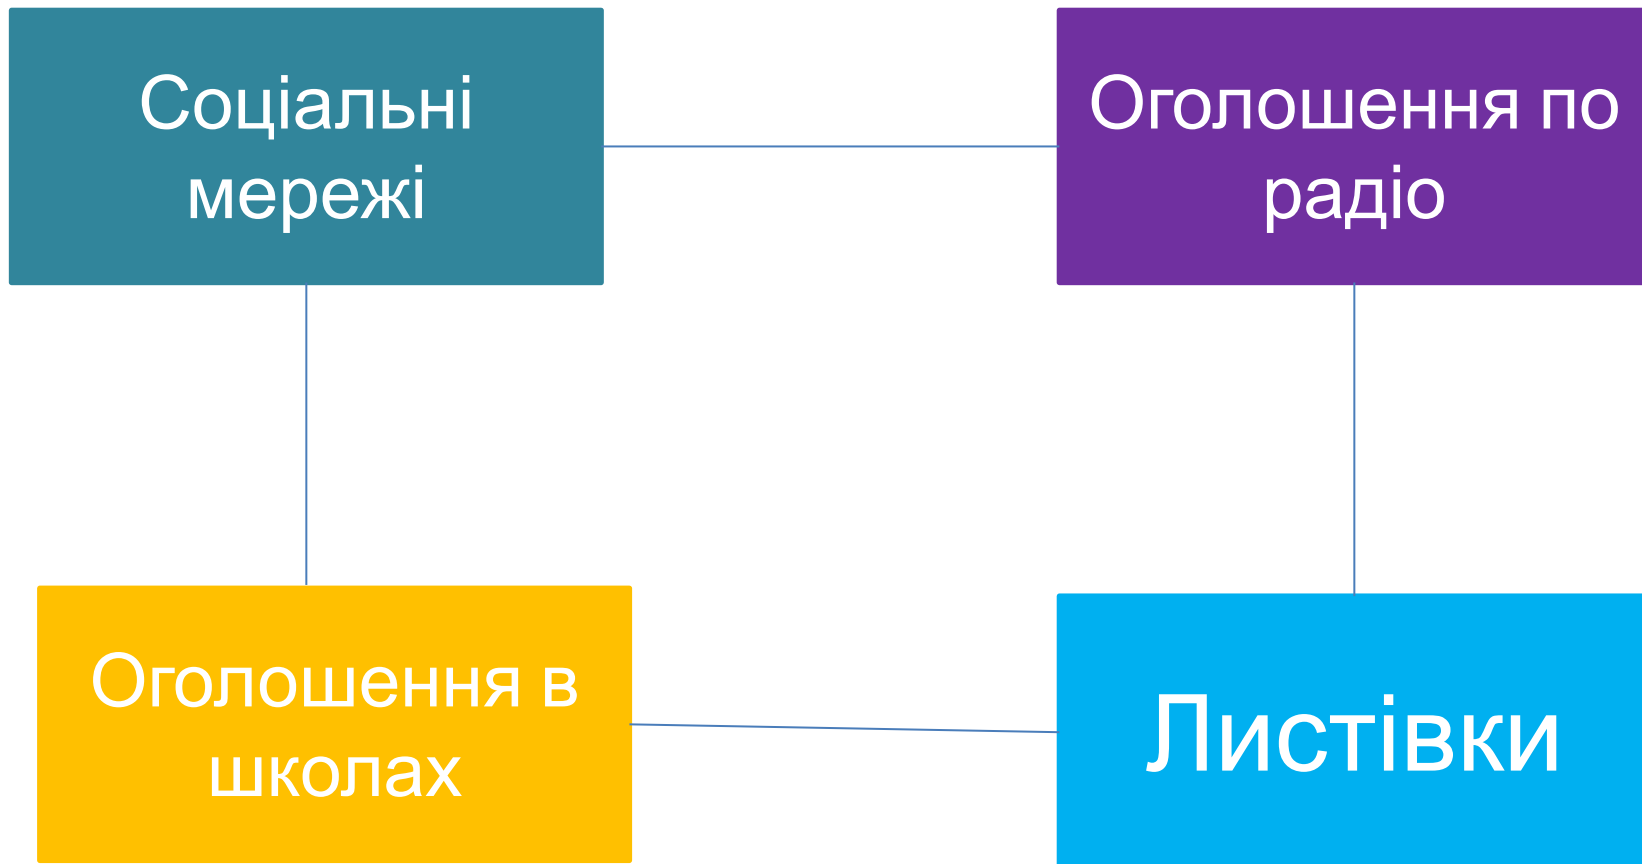 Соціальні
мережі
Оголошення по
радіо
Оголошення в
школах
Листівки